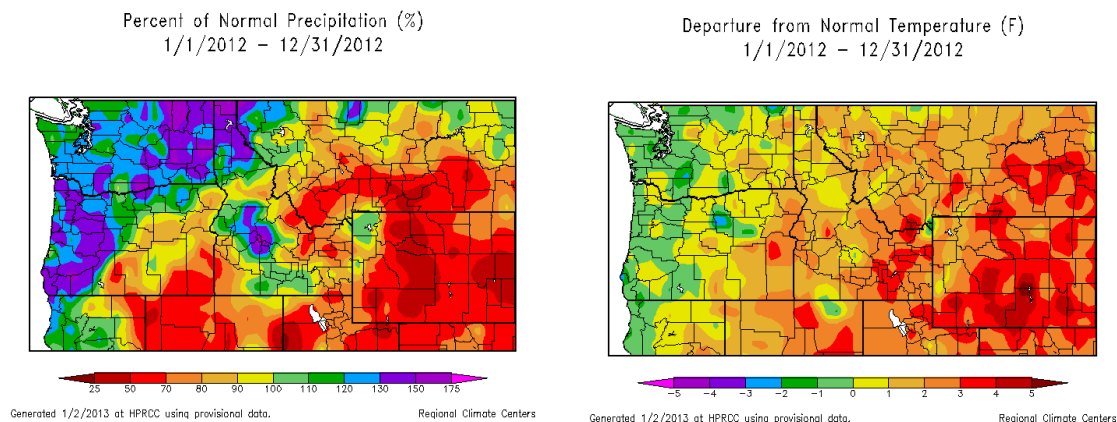 Percent of Normal Precipitation (%)
1/1/2012 – 12/31/2012
25 50 70 80 90 100 110 120 130 150 175
Generated 1/2/2013 at HPRCC using provisional data. Regional Climate Centers
Departure from Normal Temperature (F)
1/1/2012 – 12/31/2012
-5 -4 -3 -2 -1 0 1 2 3 4 5
Generated 1/2/2013 at HPRCC using provisional data. Regional Climate Centers